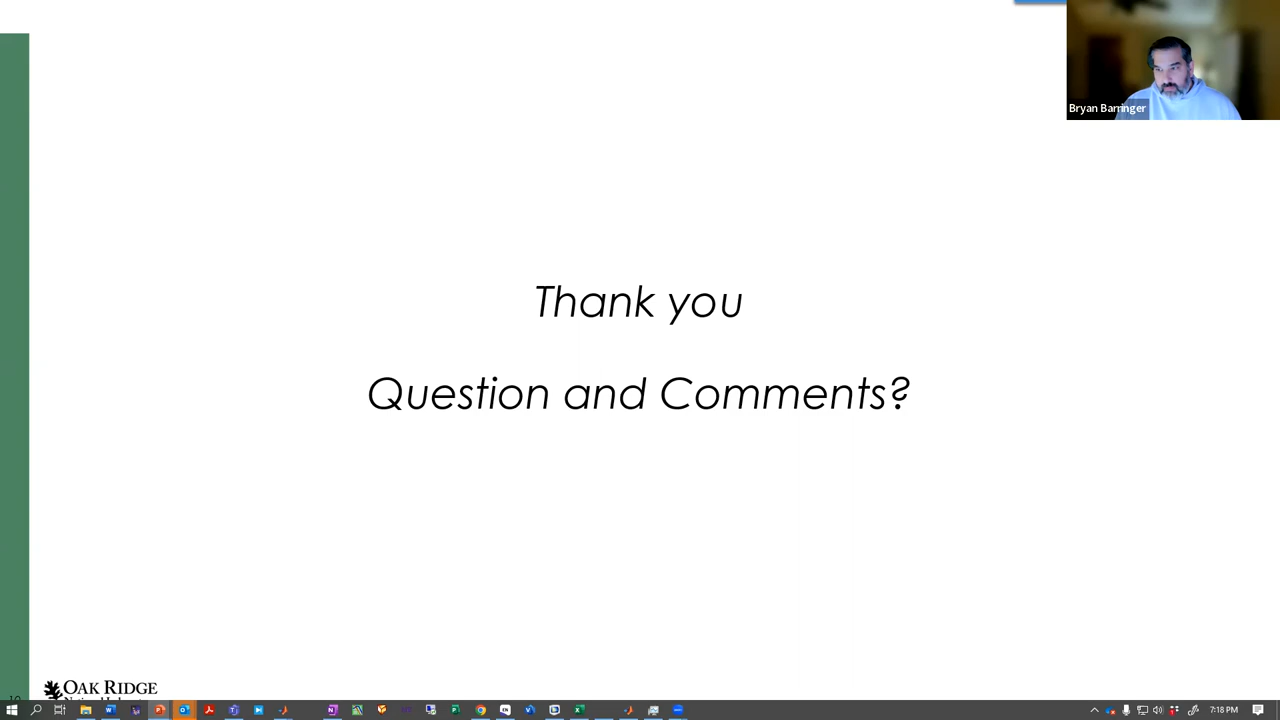 Bryan Barringer
Thank you
Question and Comments?
OAK RIDGE
7:18 PM